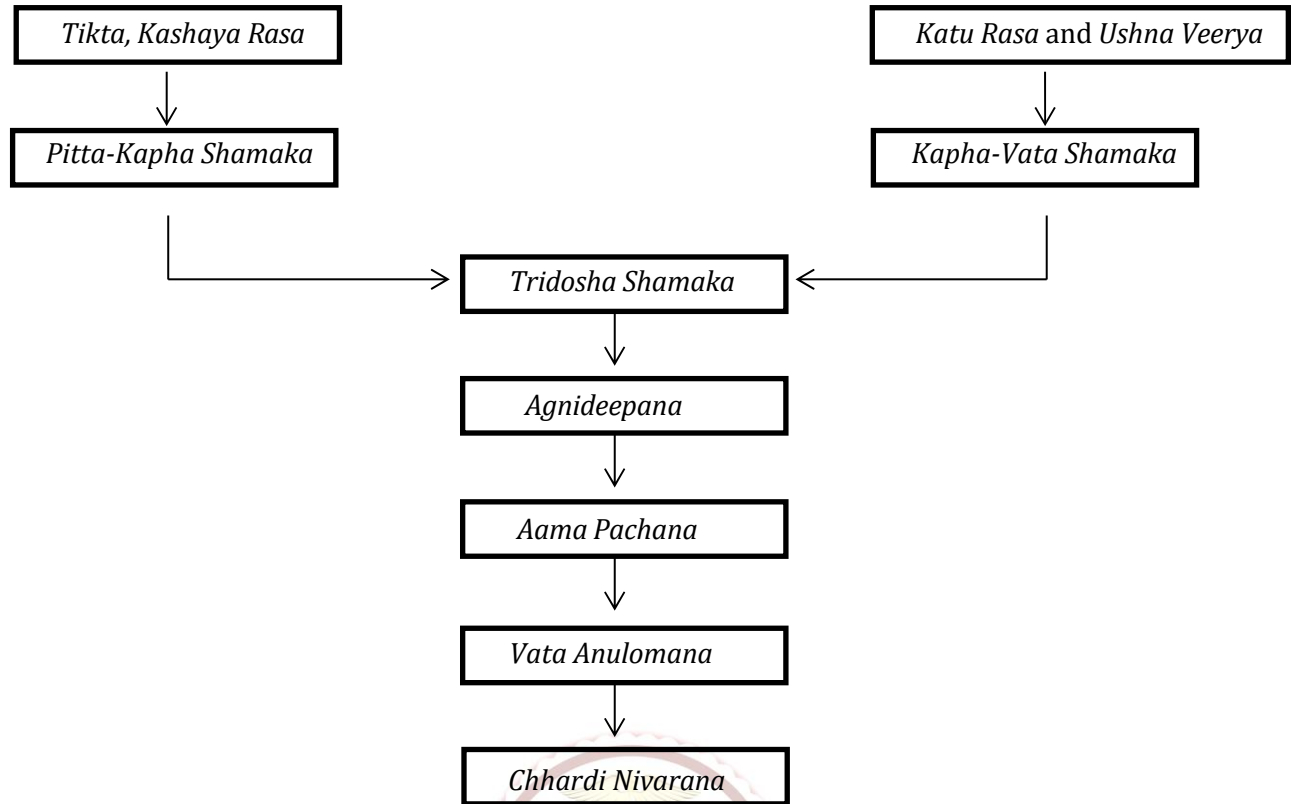 Tikta, Kashaya Rasa
Katu Rasa and Ushna Veerya
Pitta-Kapha Shamaka
Kapha-Vata Shamaka
Tridosha Shamaka
Agnideepana
Aama Pachana
Vata Anulomana
Chhardi Nivarana